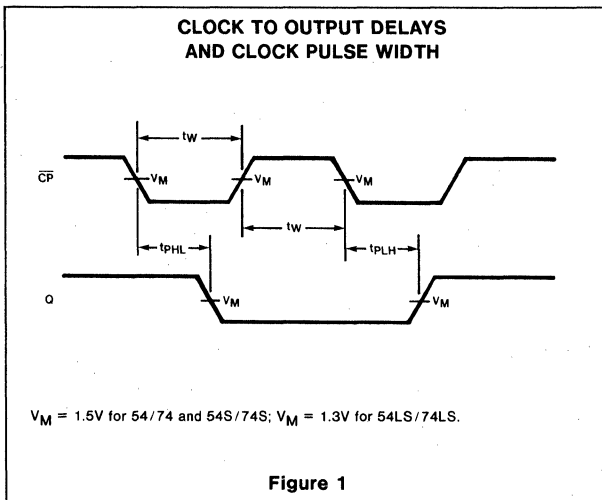 CLOCK TO OUTPUT DELAYS
AND CLOCK PULSE WIDTH
tW
CP
VM
VM
VM
tW
tPHL
tPLH
Q
VM
VM
VM = 1.5V for 54/74 and 54S/74S; VM = 1.3V for 54LS/74LS.
Figure 1